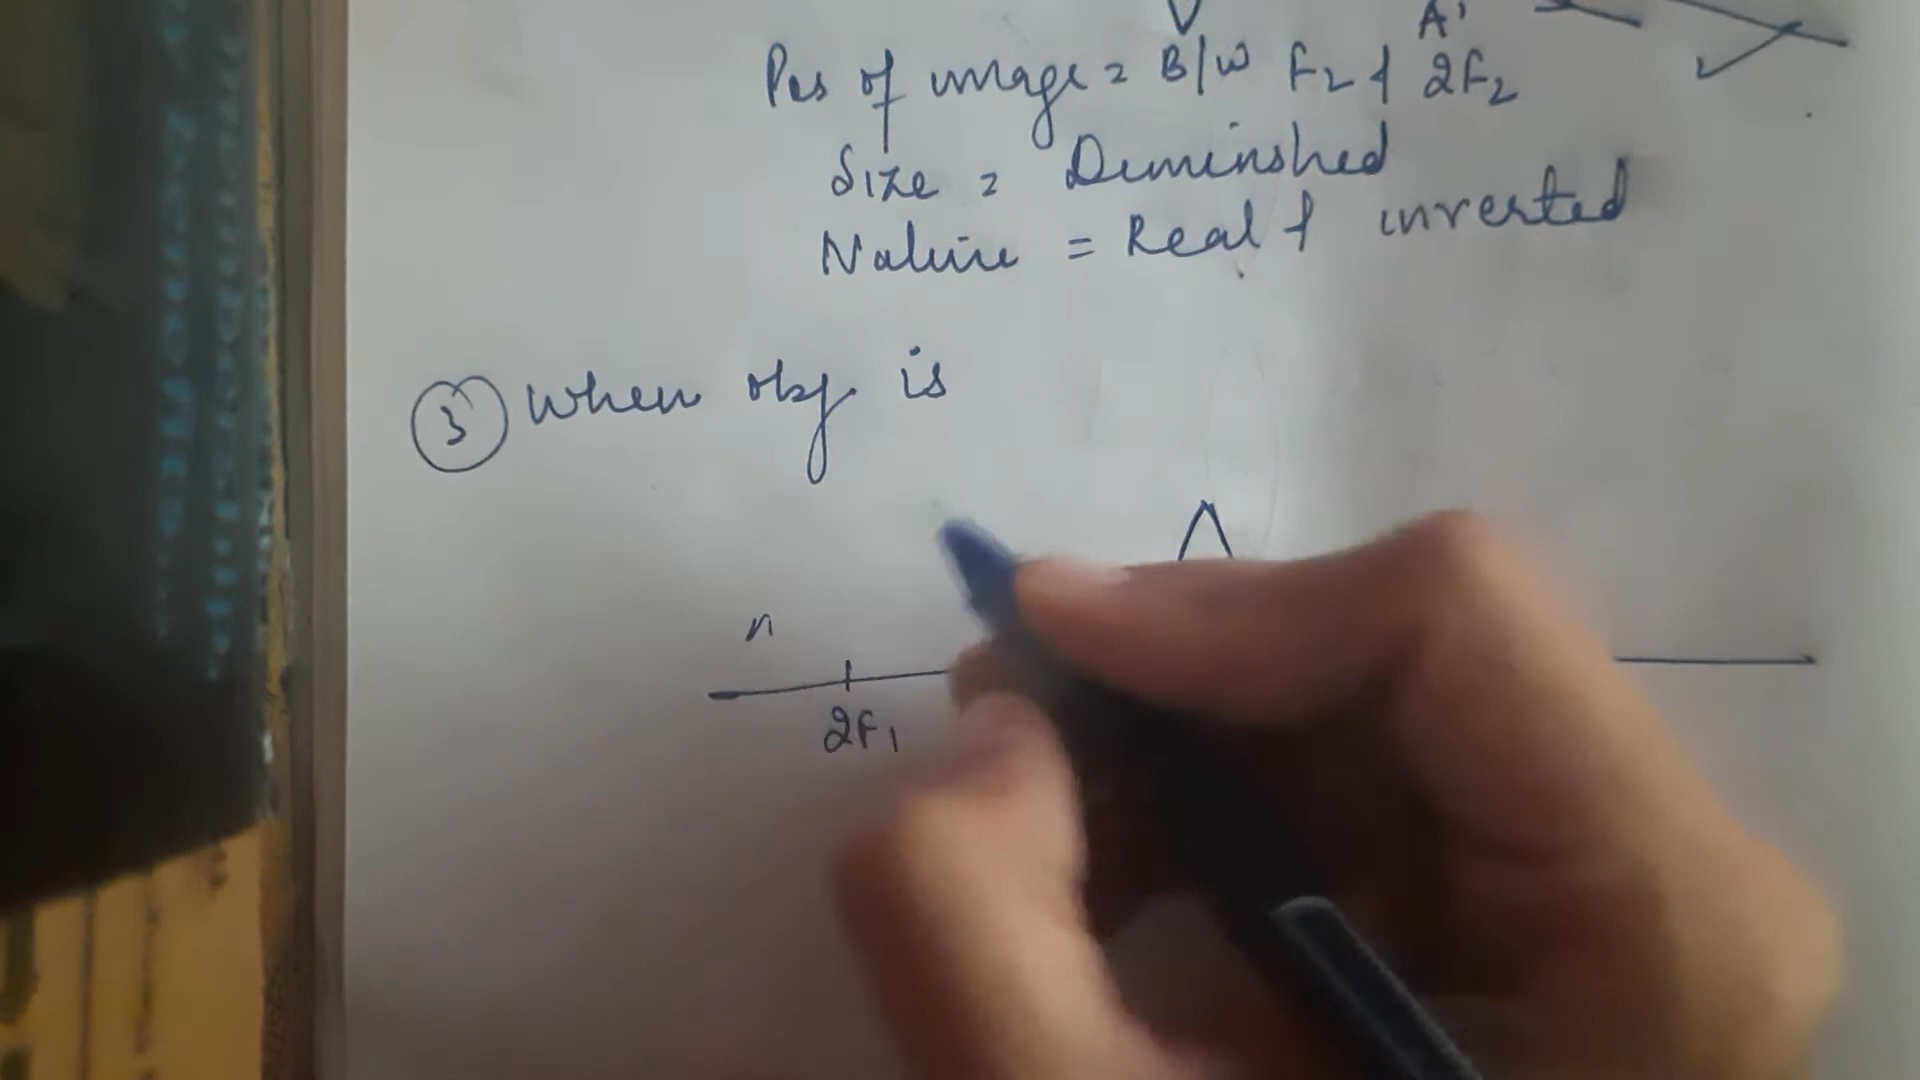 A'
Pos of image = B/w F2 & 2F2
Size = Diminshed
Nature = Real & inverted
3 When obj. is
n
2F1